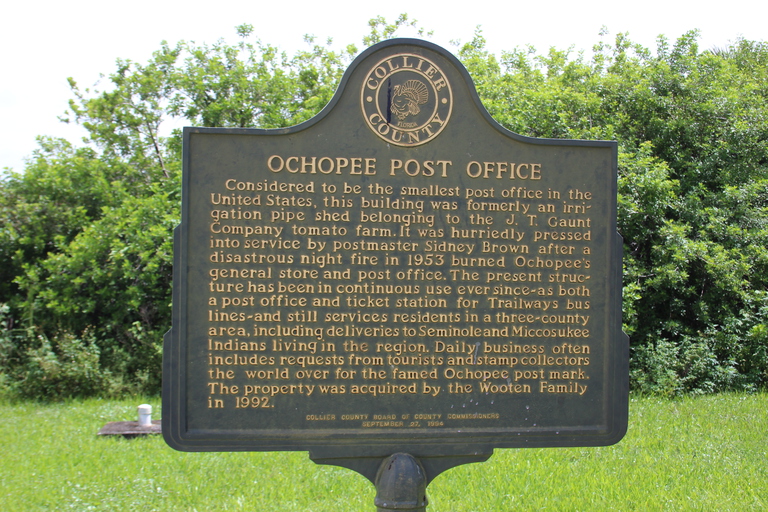 COLLIER
FLORIDA
COUNTY
OCHOPEE POST OFFICE
Considered to be the smallest post office in the
United States, this building was formerly an irri-
gation pipe shed belonging to the J. T. Gaunt
Company tomato farm. It was hurriedly pressed
into service by postmaster Sidney Brown after a
disastrous night fire in 1953 burned Ochopee's
general store and post office. The present struc-
ture has been in continuous use ever since-as both
a post office and ticket station for Trailways bus
lines-and still services residents in a three-county
area, including deliveries to Seminole and Miccosukee
Indians living in the region. Daily business often
includes requests from tourists and stamp collectors
the world over for the famed Ochopee post mark.
The property was acquired by the Wooten Family
in 1992.
COLLIER COUNTY BOARD OF COUNTY COMMISSIONERS
SEPTEMBER 27, 1994